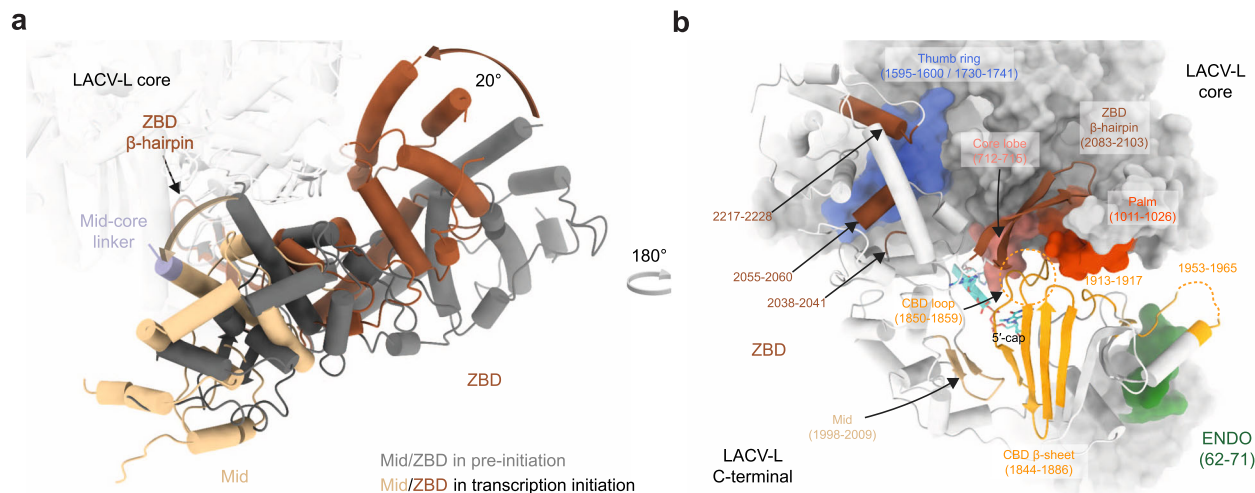 a
LACV-L core
ZBD
β-hairpin
20°
Mid-core
linker
180°
ZBD
Mid
Mid/ZBD in pre-initiation
Mid/ZBD in transcription initiation
b
Thumb ring
(1595-1600 / 1730-1741)
LACV-L
core
ZBD
β-hairpin
(2083-2103)
Core lobe
(712-715)
Palm
(1011-1026)
2217-2228
2055-2060
2038-2041
1953-1965
1913-1917
CBD loop
(1850-1859)
5′-cap
ZBD
Mid
(1998-2009)
ENDO
(62-71)
CBD β-sheet
(1844-1886)
LACV-L
C-terminal